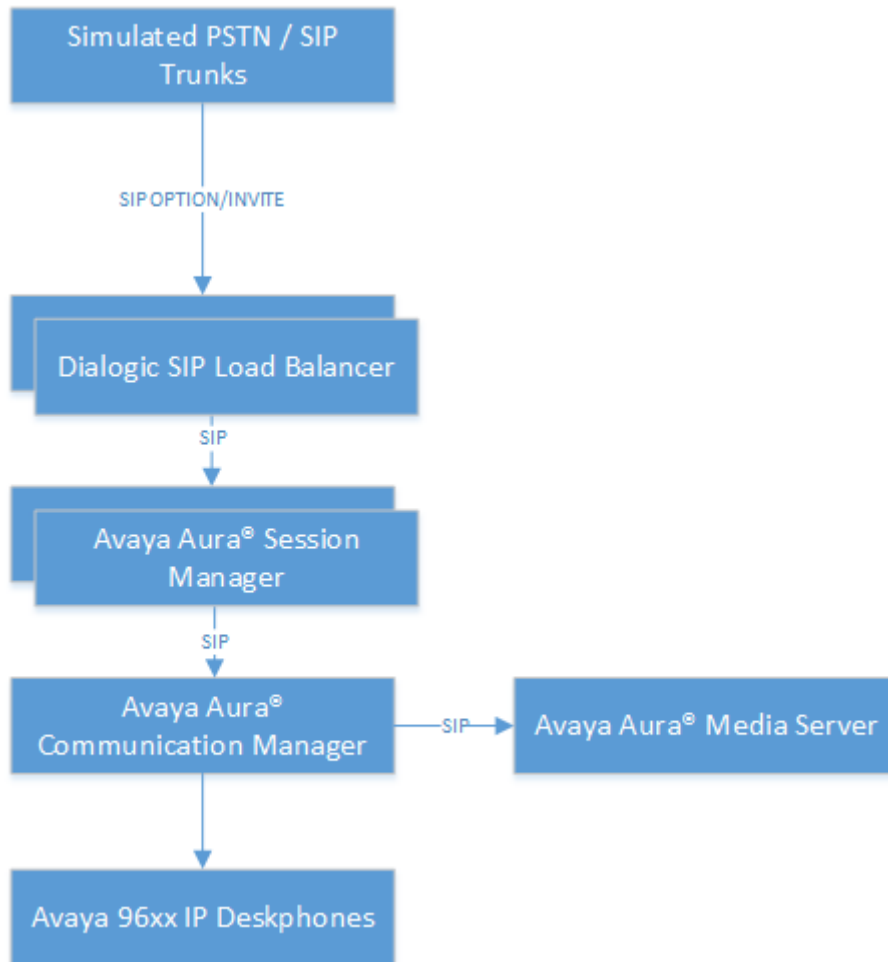 Simulated PSTN / SIP
Trunks
SIP OPTION/INVITE
Dialogic SIP Load Balancer
SIP
Avaya Aura® Session
Manager
SIP
Avaya Aura®
Communication Manager
SIP
Avaya Aura® Media Server
Avaya 96xx IP Deskphones